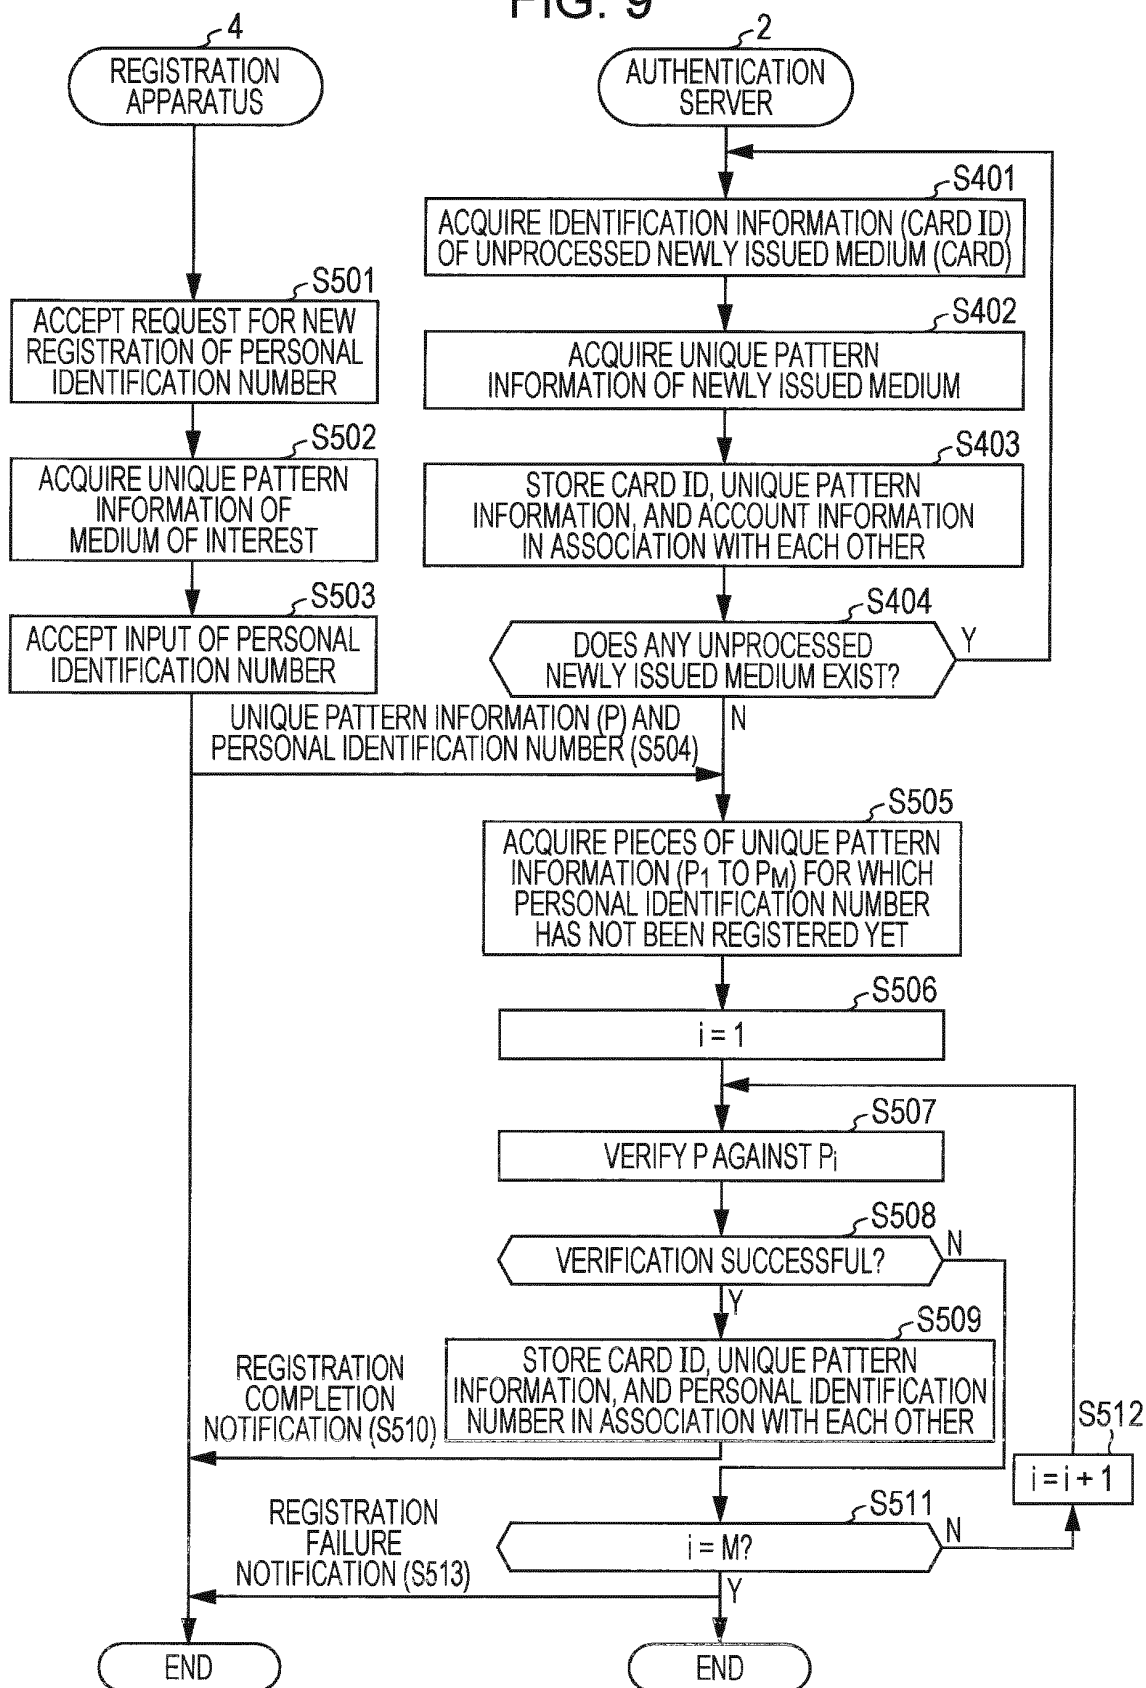 FIG. 9
4
REGISTRATION
APPARATUS
2
AUTHENTICATION
SERVER
S401
ACQUIRE IDENTIFICATION INFORMATION (CARD ID)
OF UNPROCESSED NEWLY ISSUED MEDIUM (CARD)
S501
ACCEPT REQUEST FOR NEW
REGISTRATION OF PERSONAL
IDENTIFICATION NUMBER
S402
ACQUIRE UNIQUE PATTERN
INFORMATION OF NEWLY ISSUED MEDIUM
S502
ACQUIRE UNIQUE PATTERN
INFORMATION OF
MEDIUM OF INTEREST
S403
STORE CARD ID, UNIQUE PATTERN
INFORMATION, AND ACCOUNT INFORMATION
IN ASSOCIATION WITH EACH OTHER
S503
ACCEPT INPUT OF PERSONAL
IDENTIFICATION NUMBER
S404
DOES ANY UNPROCESSED
NEWLY ISSUED MEDIUM EXIST?
Y
N
UNIQUE PATTERN INFORMATION (P) AND
PERSONAL IDENTIFICATION NUMBER (S504)
S505
ACQUIRE PIECES OF UNIQUE PATTERN
INFORMATION (P1 TO PM) FOR WHICH
PERSONAL IDENTIFICATION NUMBER
HAS NOT BEEN REGISTERED YET
S506
i = 1
S507
VERIFY P AGAINST Pi
S508
VERIFICATION SUCCESSFUL?
N
Y
S509
STORE CARD ID, UNIQUE PATTERN
INFORMATION, AND PERSONAL IDENTIFICATION
NUMBER IN ASSOCIATION WITH EACH OTHER
REGISTRATION
COMPLETION
NOTIFICATION (S510)
S512
i = i + 1
S511
i = M?
N
Y
REGISTRATION
FAILURE
NOTIFICATION (S513)
END
END